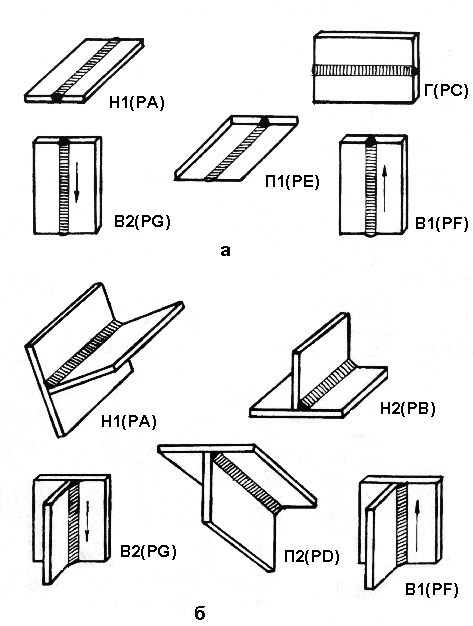 Н1(PA)
Г(PC)
П1(PE)
В2(PG)
В1(PF)
а
Н1(PA)
Н2(PB)
В2(PG)
П2(PD)
В1(PF)
б